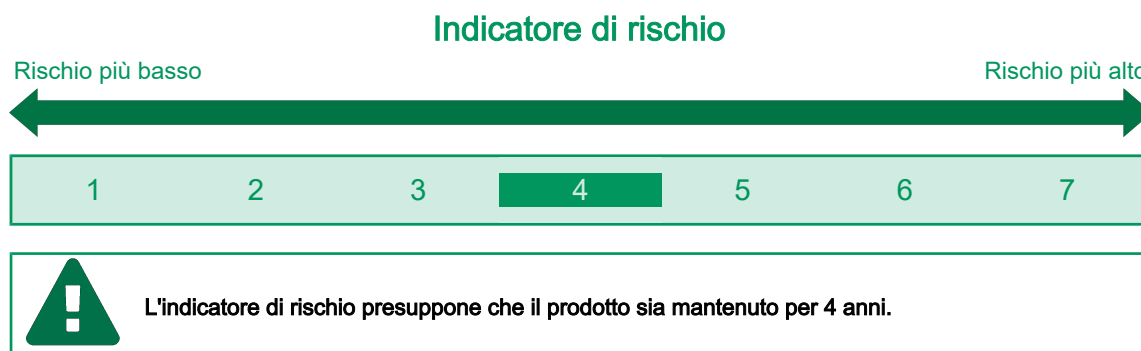 Indicatore di rischio
Rischio più basso Rischio più alto
1 2 3 4 5 6 7
L'indicatore di rischio presuppone che il prodotto sia mantenuto per 4 anni.